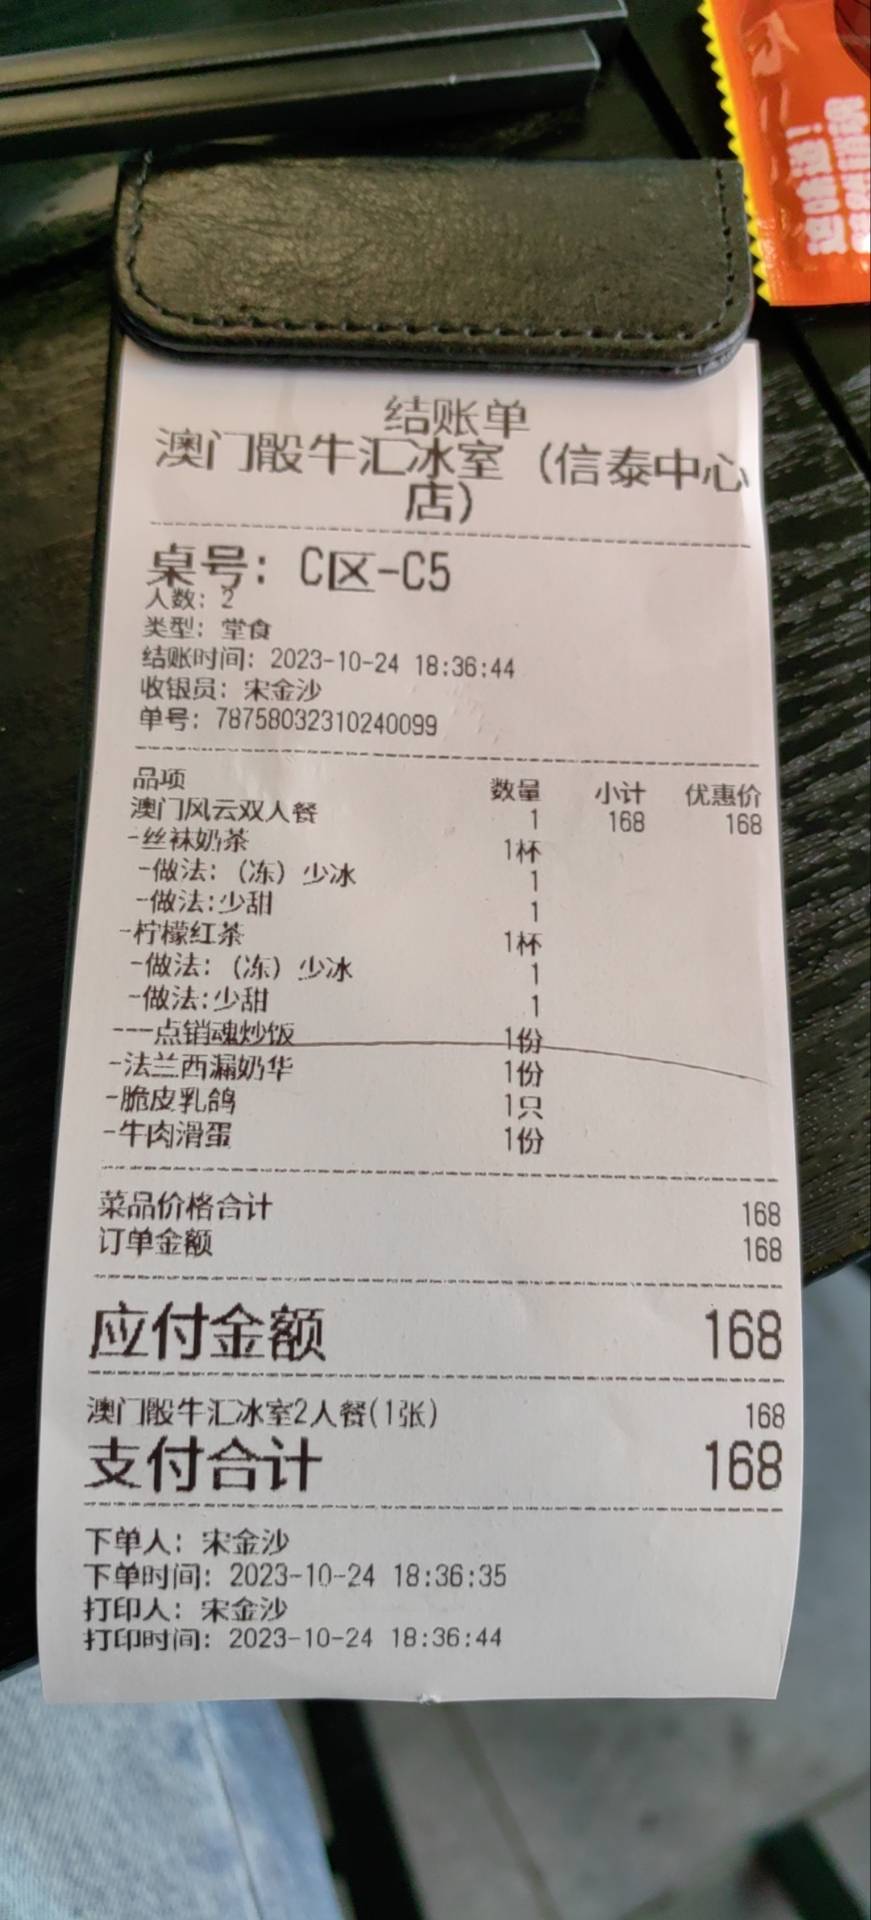 结账单
澳门骰牛汇冰室（信泰中心
店）
桌号：C区-C5
人数：2
类型：堂食
结账时间：2023-10-24 18:36:44
收银员：宋金沙
单号：78758032310240099
品项 数量 小计 优惠价
澳门风云双人餐 1 168 168
-丝袜奶茶 1杯
-做法：（冻）少冰 1
-做法:少甜 1
-柠檬红茶 1杯
-做法：（冻）少冰 1
-做法:少甜 1
---点销魂炒饭 1份
-法兰西漏奶华 1份
-脆皮乳鸽 1只
-牛肉滑蛋 1份
菜品价格合计 168
订单金额 168
应付金额 168
澳门骰牛汇冰室2人餐(1张) 168
支付合计 168
下单人：宋金沙
下单时间：2023-10-24 18:36:35
打印人：宋金沙
打印时间：2023-10-24 18:36:44